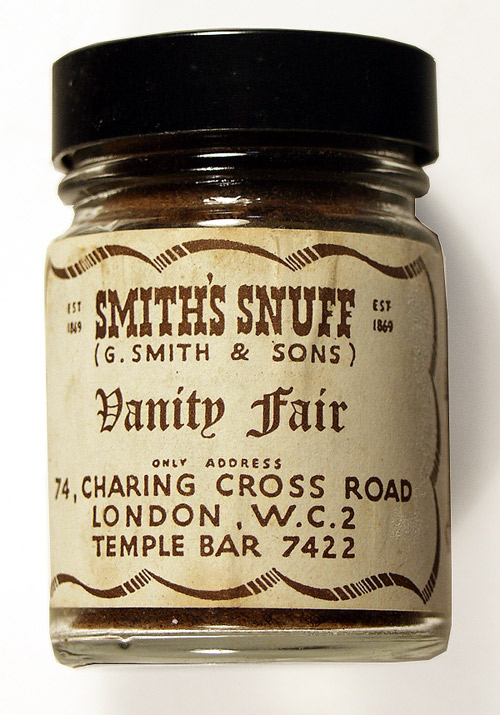 EST SMITH'S SNUFF EST
1869 1869
(G. SMITH & SONS)
Vanity Fair
ONLY ADDRESS
74, CHARING CROSS ROAD
LONDON, W.C.2
TEMPLE BAR 7422